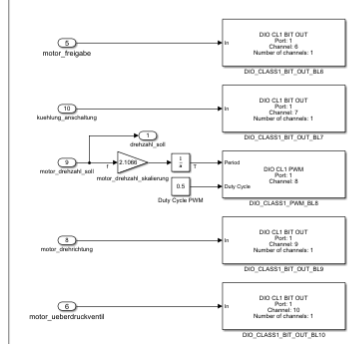 5
motor_freigabe
In
DIO CL1 BIT OUT
Port: 1
Channel: 6
Number of channels: 1
DIO_CLASS1_BIT_OUT_BL6
10
kuehlung_anschaltung
In
DIO CL1 BIT OUT
Port: 1
Channel: 7
Number of channels: 1
DIO_CLASS1_BIT_OUT_BL7
1
drehzahl_soll
9
motor_drehzahl_soll
f
2.1066
motor_drehzahl_skalierung
1
T
Period
0.5
Duty Cycle PWM
Duty Cycle
DIO CL1 PWM
Port: 1
Channel: 8
DIO_CLASS1_PWM_BL8
8
motor_drehrichtung
In
DIO CL1 BIT OUT
Port: 1
Channel: 9
Number of channels: 1
DIO_CLASS1_BIT_OUT_BL9
6
motor_ueberdruckventil
In
DIO CL1 BIT OUT
Port: 1
Channel: 10
Number of channels: 1
DIO_CLASS1_BIT_OUT_BL10